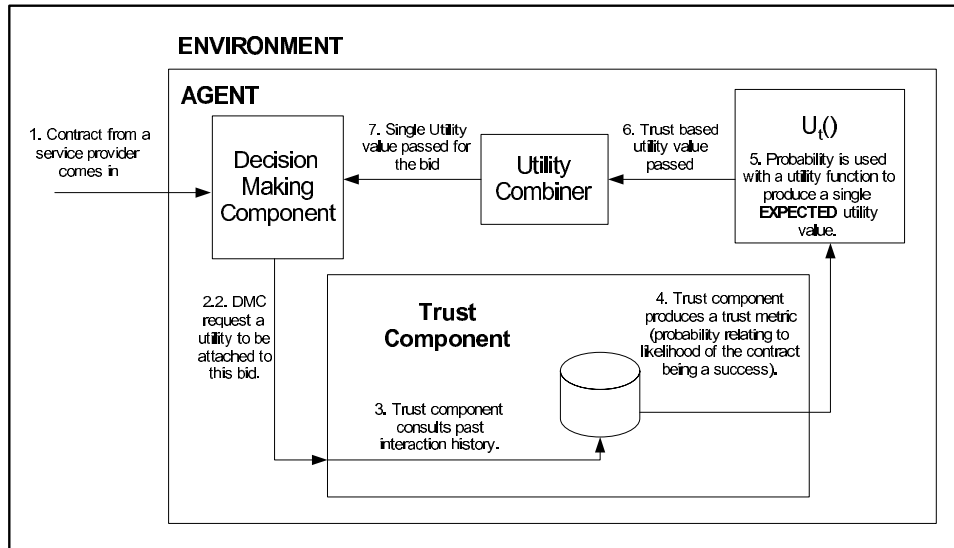 ENVIRONMENT
AGENT
1. Contract from a
service provider
comes in
Decision
Making
Component
7. Single Utility
value passed for
the bid
Utility
Combiner
6. Trust based
utility value
passed
Ut()
5. Probability is used
with a utility function to
produce a single
EXPECTED utility
value.
2.2. DMC
request a
utility to be
attached to
this bid.
Trust
Component
3. Trust component
consults past
interaction history.
4. Trust component
produces a trust metric
(probability relating to
likelihood of the contract
being a success).